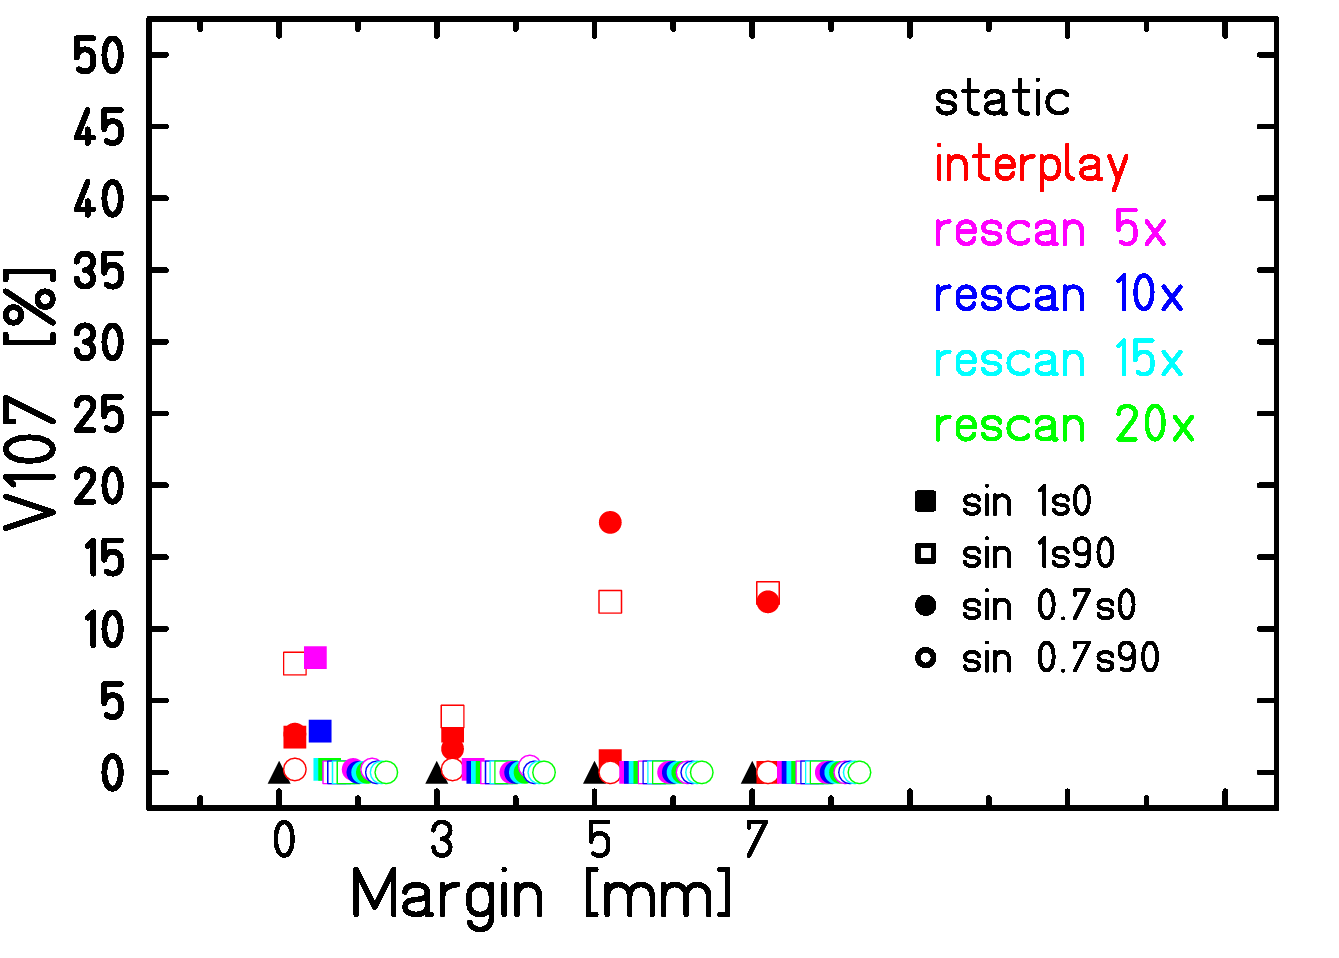 50
45
40
35
30
25
20
15
10
5
0
V107 [%]
static
interplay
rescan 5x
rescan 10x
rescan 15x
rescan 20x
sin 1s0
sin 1s90
sin 0.7s0
sin 0.7s90
0 3 5 7
Margin [mm]